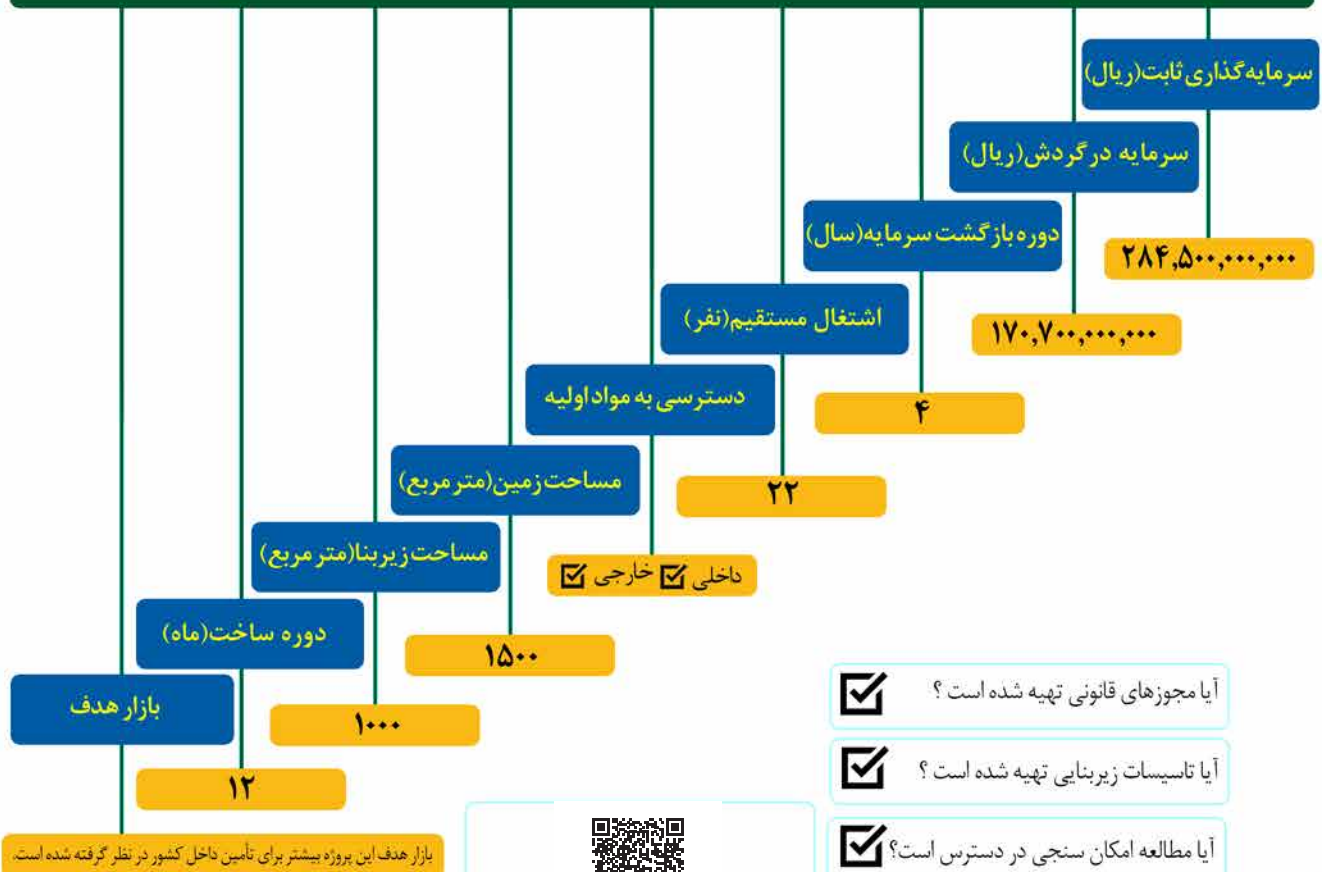 سرمایه‌گذاری ثابت(ریال)
۲۸۴,۵۰۰,۰۰۰,۰۰۰
سرمایه در گردش(ریال)
۱۷۰,۷۰۰,۰۰۰,۰۰۰
دوره بازگشت سرمایه(سال)
۴
اشتغال مستقیم(نفر)
۲۲
دسترسی به مواد اولیه
داخلی ☑ خارجی ☑
مساحت زمین(متر مربع)
۱۵۰۰
مساحت زیربنا(متر مربع)
۱۰۰۰
دوره ساخت(ماه)
۱۲
بازار هدف
بازار هدف این پروژه بیشتر برای تأمین داخل کشور در نظر گرفته شده است.
آیا مجوزهای قانونی تهیه شده است ؟ ☑
آیا تاسیسات زیربنایی تهیه شده است ؟ ☑
آیا مطالعه امکان سنجی در دسترس است؟ ☑